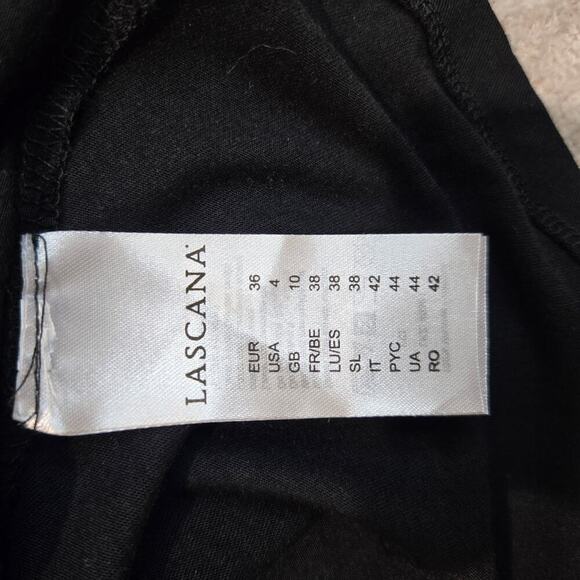 LASCANA
EUR 36
USA 4
GB 10
FR/BE 38
LU/ES 38
SL 38
IT 42
РУС 44
UA 44
RO 42